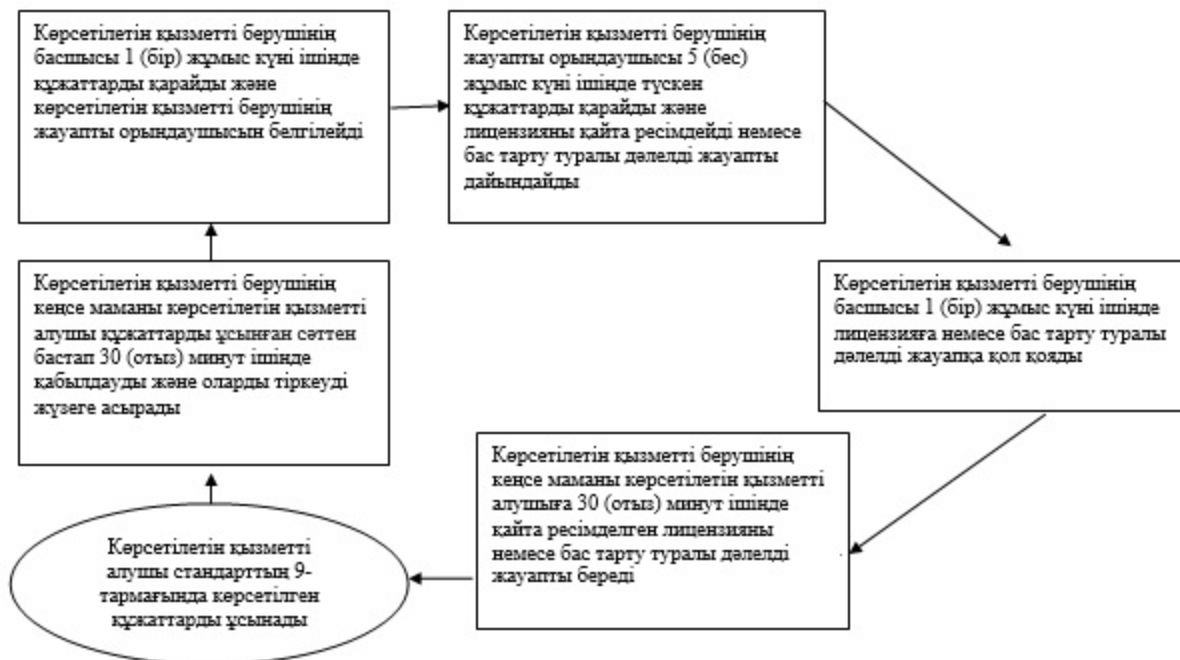 Көрсетілетін қызметті берушінің
басшысы 1 (бір) жұмыс күні ішінде
құжаттарды қарайды және
көрсетілетін қызметті берушінің
жауапты орындаушысын белгілейді
Көрсетілетін қызметті берушінің
жауапты орындаушысы 5 (бес)
жұмыс күні ішінде түскен
құжаттарды қарайды және
лицензияны қайта ресімдейді немесе
бас тарту туралы дәлелді жауапты
дайындайды
Көрсетілетін қызметті берушінің
кеңсе маманы көрсетілетін қызметті
алушы құжаттарды ұсынған сәттен
бастап 30 (отыз) минут ішінде
қабылдауды және оларды тіркеуді
жүзеге асырады
Көрсетілетін қызметті берушінің
басшысы 1 (бір) жұмыс күні ішінде
лицензияға немесе бас тарту туралы
дәлелді жауапқа қол қояды
Көрсетілетін қызметті берушінің
кеңсе маманы көрсетілетін қызметті
алушыға 30 (отыз) минут ішінде
қайта ресімделген лицензияны
немесе бас тарту туралы дәлелді
жауапты береді
Көрсетілетін қызметті
алушы стандарттың 9-
тармағында көрсетілген
құжаттарды ұсынады